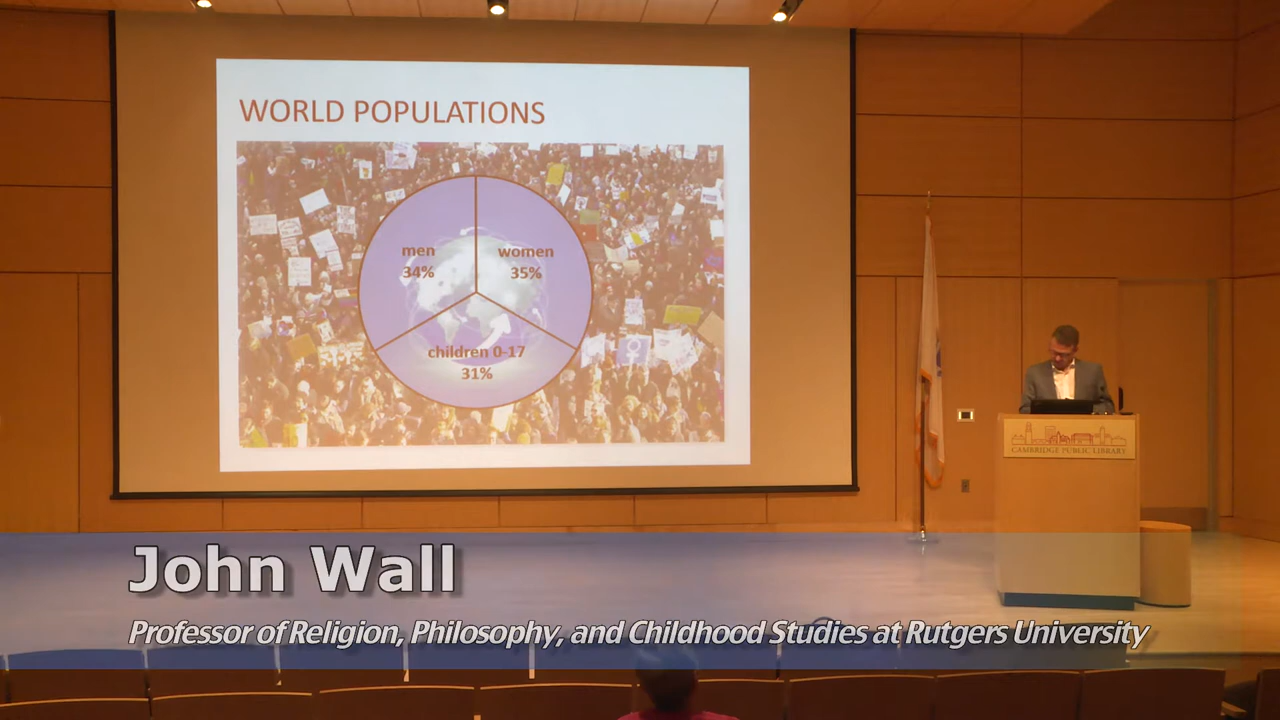 WORLD POPULATIONS
men
34%
women
35%
children 0-17
31%
CAMBRIDGE PUBLIC LIBRARY
John Wall
Professor of Religion, Philosophy, and Childhood Studies at Rutgers University